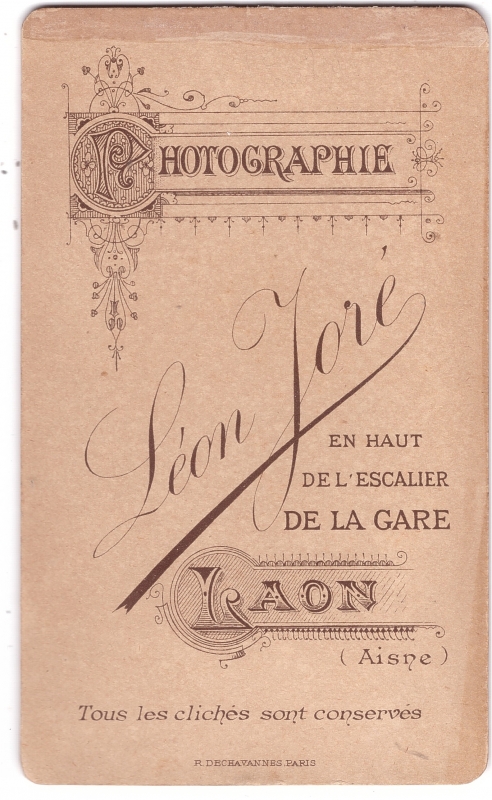 PHOTOGRAPHIE
Léon Joré
EN HAUT
DE L'ESCALIER
DE LA GARE
LAON
(Aisne)
Tous les clichés sont conservés
R. DECHAVANNES. PARIS